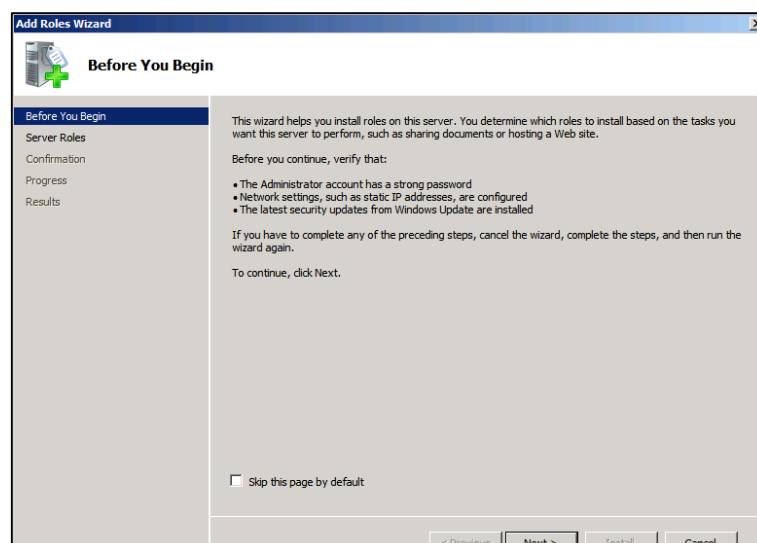 Add Roles Wizard
Before You Begin
Before You Begin
Server Roles
Confirmation
Progress
Results
This wizard helps you install roles on this server. You determine which roles to install based on the tasks you
want this server to perform, such as sharing documents or hosting a Web site.
Before you continue, verify that:
• The Administrator account has a strong password
• Network settings, such as static IP addresses, are configured
• The latest security updates from Windows Update are installed
If you have to complete any of the preceding steps, cancel the wizard, complete the steps, and then run the
wizard again.
To continue, click Next.
Skip this page by default
< Previous Next > Install Cancel